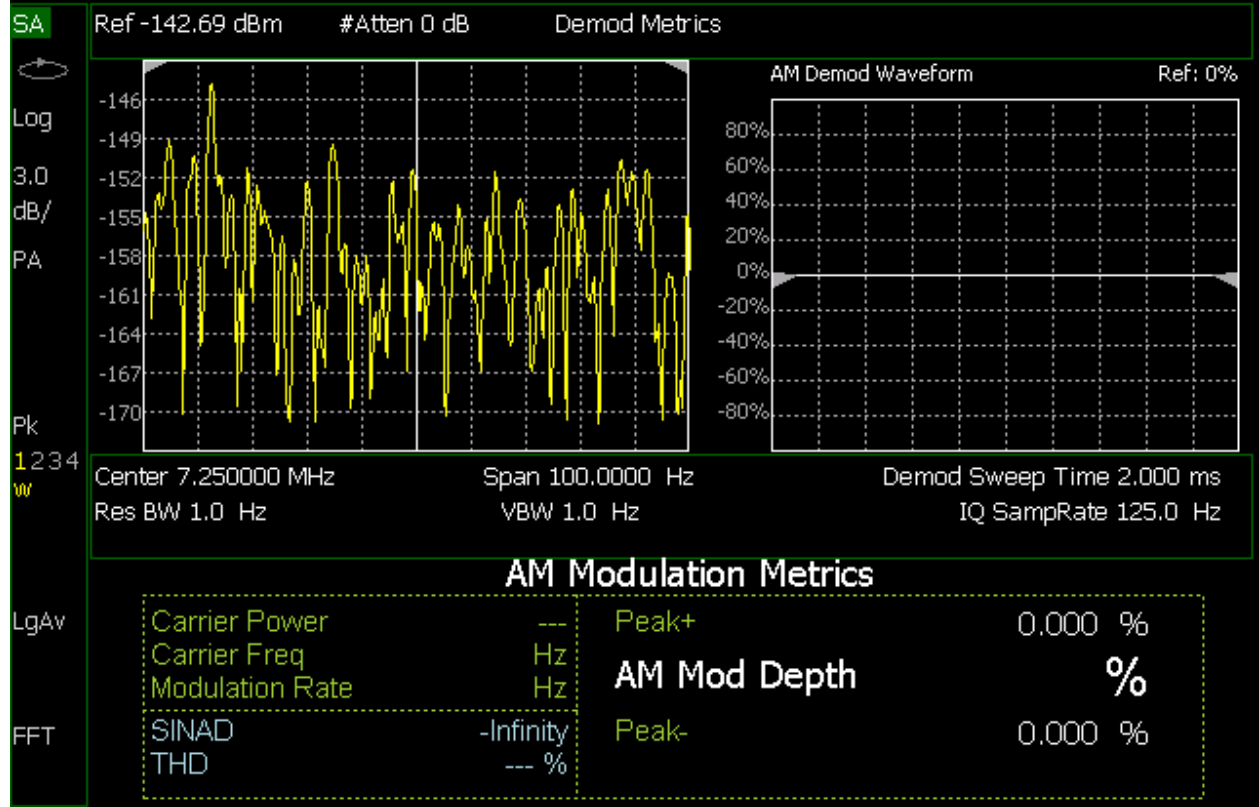 SA
Ref -142.69 dBm #Atten 0 dB Demod Metrics
Log
3.0
dB/
PA
Pk
1234
W
LgAv
FFT
-146
-149
-152
-155
-158
-161
-164
-167
-170
AM Demod Waveform Ref: 0%
80%
60%
40%
20%
0%
-20%
-40%
-60%
-80%
Center 7.250000 MHz Span 100.0000 Hz Demod Sweep Time 2.000 ms
Res BW 1.0 Hz VBW 1.0 Hz IQ SampRate 125.0 Hz
AM Modulation Metrics
Carrier Power ---
Carrier Freq Hz
Modulation Rate Hz
SINAD -Infinity
THD --- %
Peak+ 0.000 %
AM Mod Depth %
Peak- 0.000 %